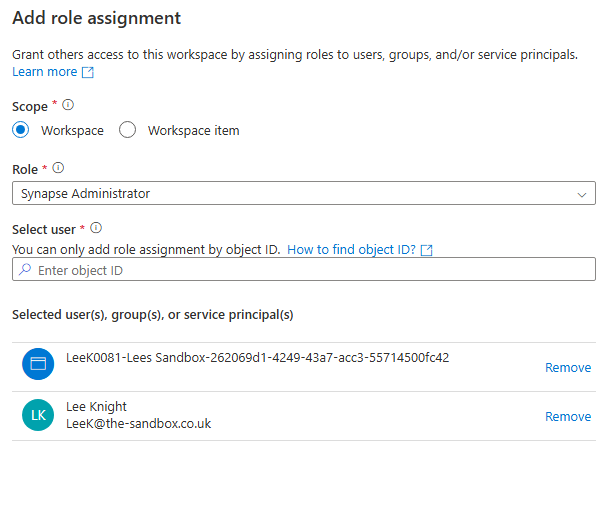 Add role assignment
Grant others access to this workspace by assigning roles to users, groups, and/or service principals.
Learn more
Scope *
Workspace
Workspace item
Role *
Synapse Administrator
Select user *
You can only add role assignment by object ID. How to find object ID?
Enter object ID
Selected user(s), group(s), or service principal(s)
LeeK0081-Lees Sandbox-262069d1-4249-43a7-acc3-55714500fc42
Remove
LK
Lee Knight
LeeK@the-sandbox.co.uk
Remove